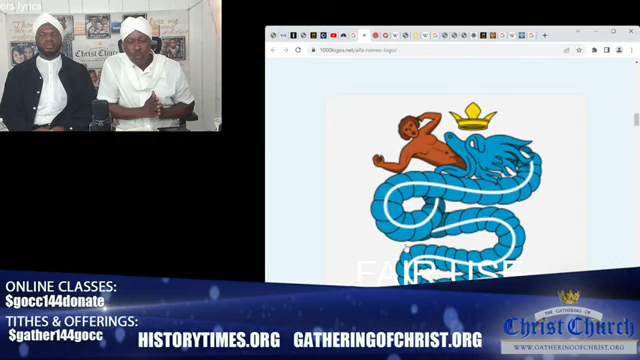 ers lyrics
Christ Church
1000logos.net/alfa-romeo-logo/
FAIR USE
ONLINE CLASSES:
$gocc144donate
TITHES & OFFERINGS:
$gather144gocc
HISTORYTIMES.ORG GATHERINGOFCHRIST.ORG
THE GATHERING OF
Christ Church
WWW.GATHERINGOFCHRIST.ORG